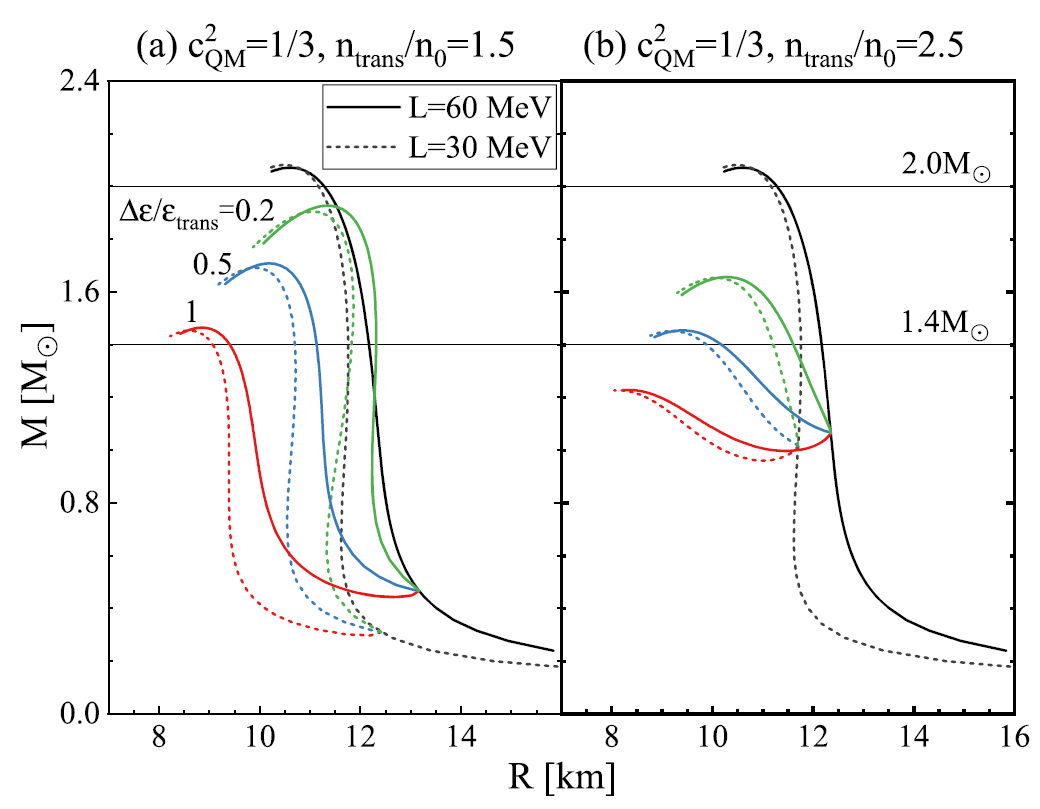 (a) c²QM=1/3, ntrans/n0=1.5
(b) c²QM=1/3, ntrans/n0=2.5
2.4
1.6
0.8
0.0
M [M⊙]
L=60 MeV
L=30 MeV
Δε/εtrans=0.2
0.5
1
2.0M⊙
1.4M⊙
8
10
12
14
8
10
12
14
16
R [km]